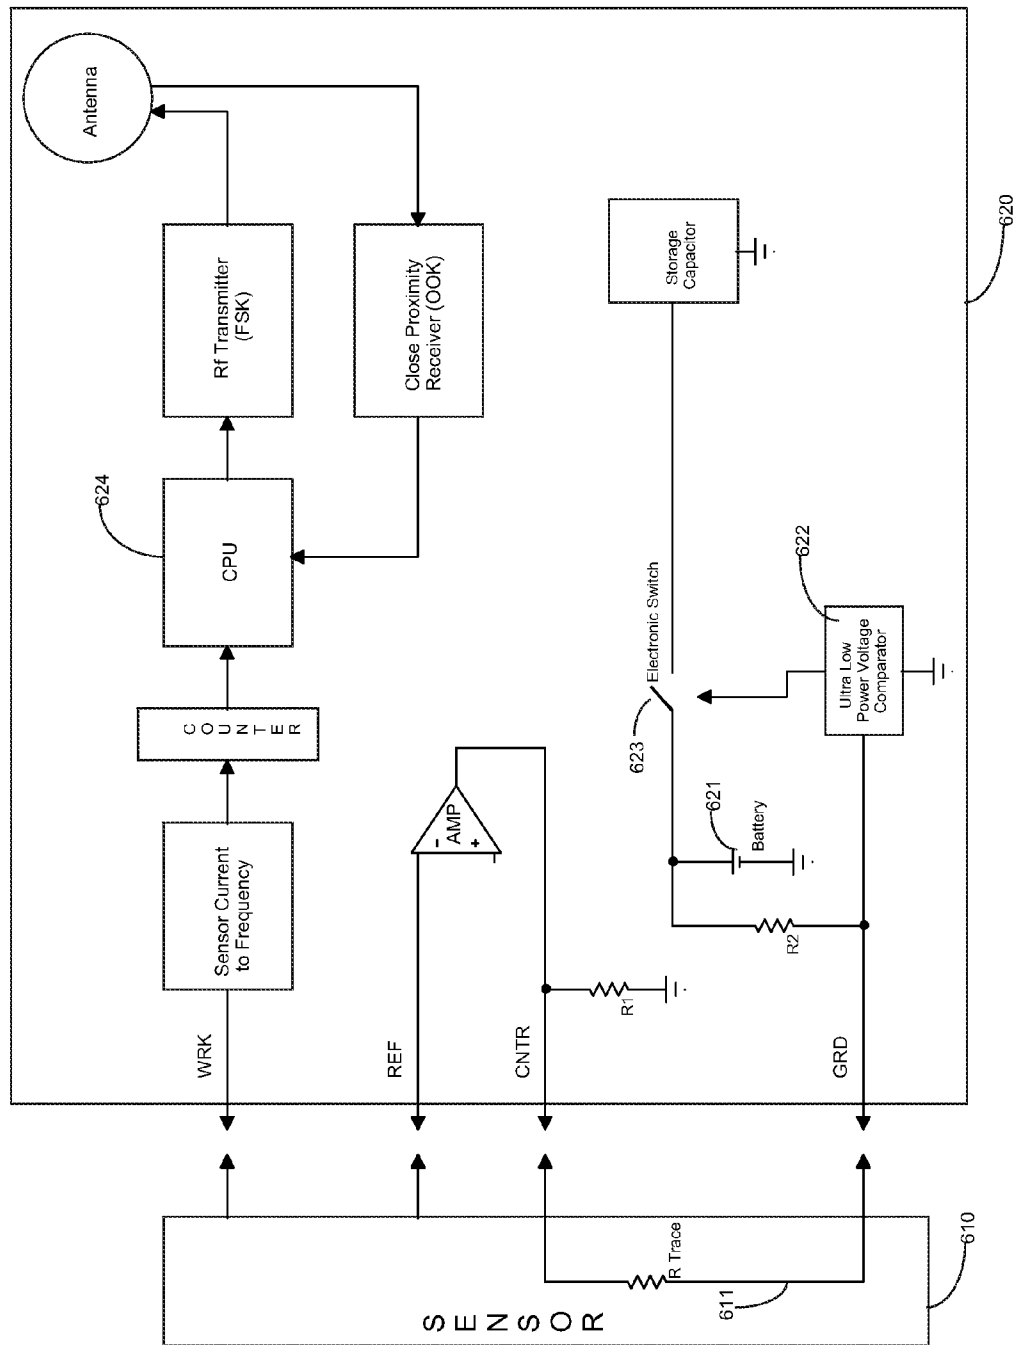 SENSOR
610
611
R Trace
WRK
REF
CNTR
GRD
Sensor Current
to Frequency
COUNTER
CPU
624
Rf Transmitter
(FSK)
Close Proximity
Receiver (OOK)
Antenna
AMP
-
+
R1
R2
Battery
621
623
Electronic Switch
Ultra Low
Power Voltage
Comparator
622
Storage
Capacitor
620